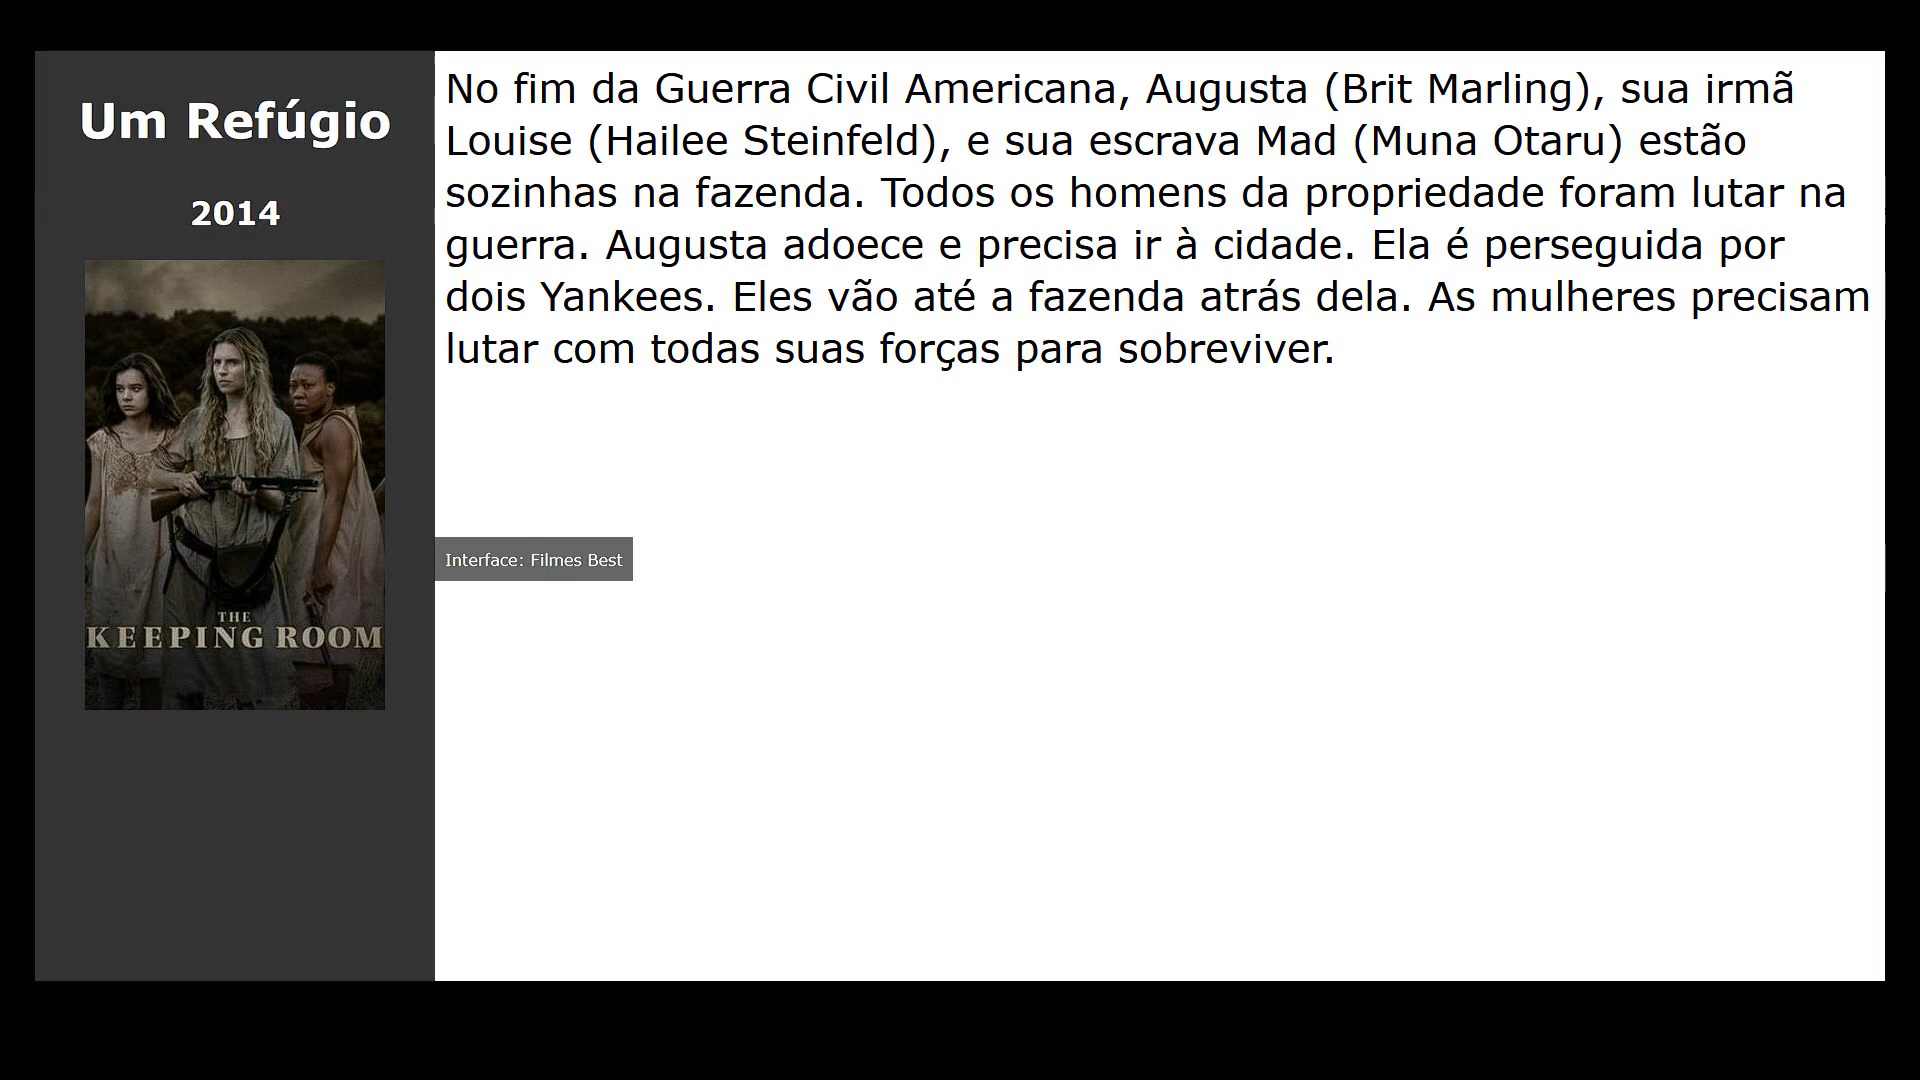 Um Refúgio
2014
THE
KEEPING ROOM
No fim da Guerra Civil Americana, Augusta (Brit Marling), sua irmã
Louise (Hailee Steinfeld), e sua escrava Mad (Muna Otaru) estão
sozinhas na fazenda. Todos os homens da propriedade foram lutar na
guerra. Augusta adoece e precisa ir à cidade. Ela é perseguida por
dois Yankees. Eles vão até a fazenda atrás dela. As mulheres precisam
lutar com todas suas forças para sobreviver.
Interface: Filmes Best